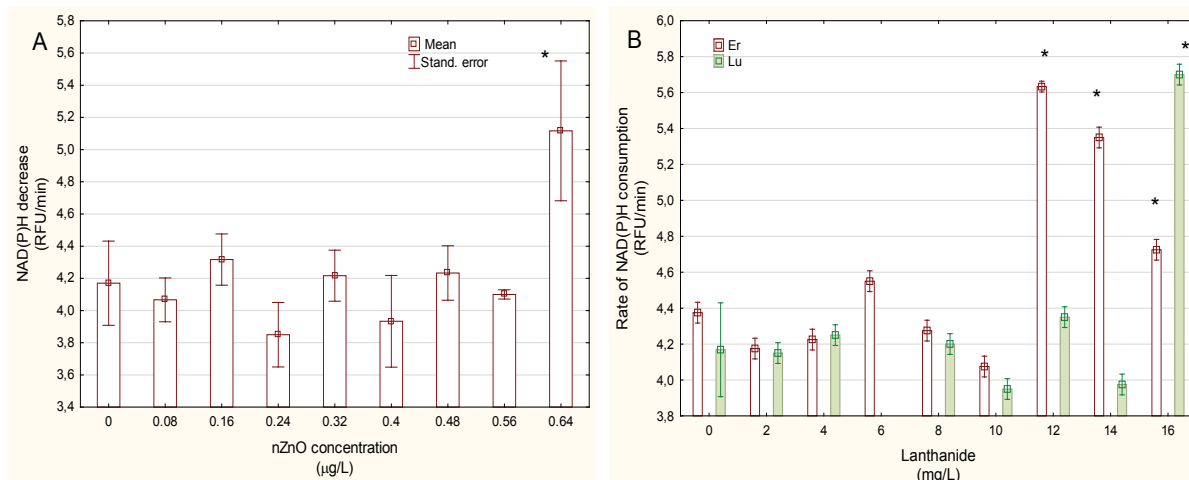 A
Mean
Stand. error
*
NAD(P)H decrease
(RFU/min)
5,8
5,6
5,4
5,2
5,0
4,8
4,6
4,4
4,2
4,0
3,8
3,6
3,4
0 0.08 0.16 0.24 0.32 0.4 0.48 0.56 0.64
nZnO concentration
(µg/L)
B
Er
Lu
* * * *
Rate of NAD(P)H consumption
(RFU/min)
5,8
5,6
5,4
5,2
5,0
4,8
4,6
4,4
4,2
4,0
3,8
0 2 4 6 8 10 12 14 16
Lanthanide
(mg/L)